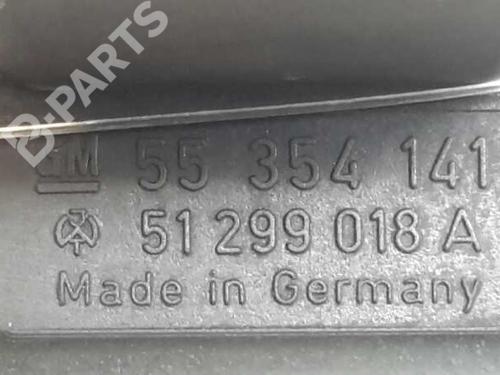 B-PARTS
GM 55 354 141
51 299 018 A
Made in Germany